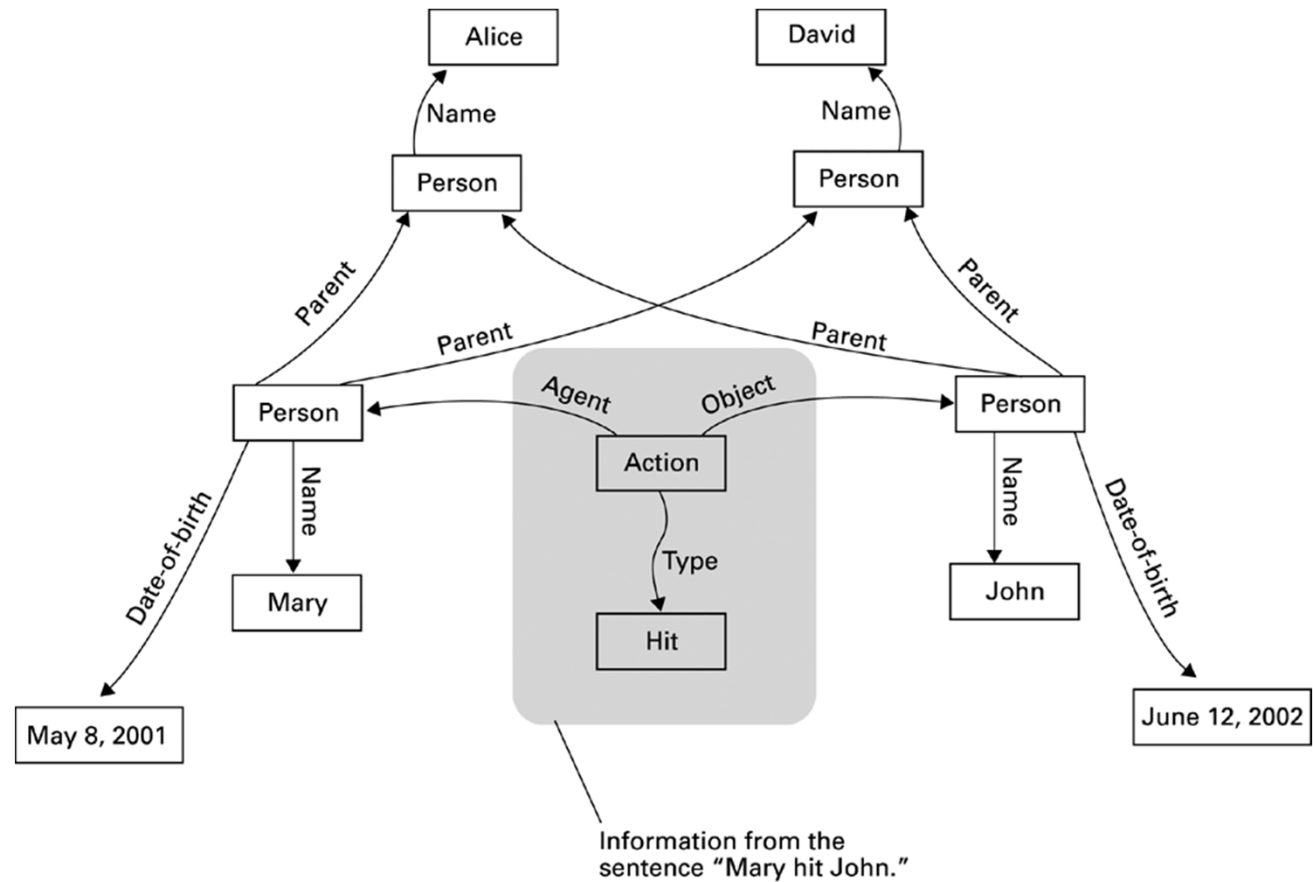 Alice
David
Name
Name
Person
Person
Parent
Parent
Parent
Parent
Agent
Object
Person
Person
Action
Name
Name
Date-of-birth
Date-of-birth
Type
Mary
John
Hit
May 8, 2001
June 12, 2002
Information from the
sentence “Mary hit John.”